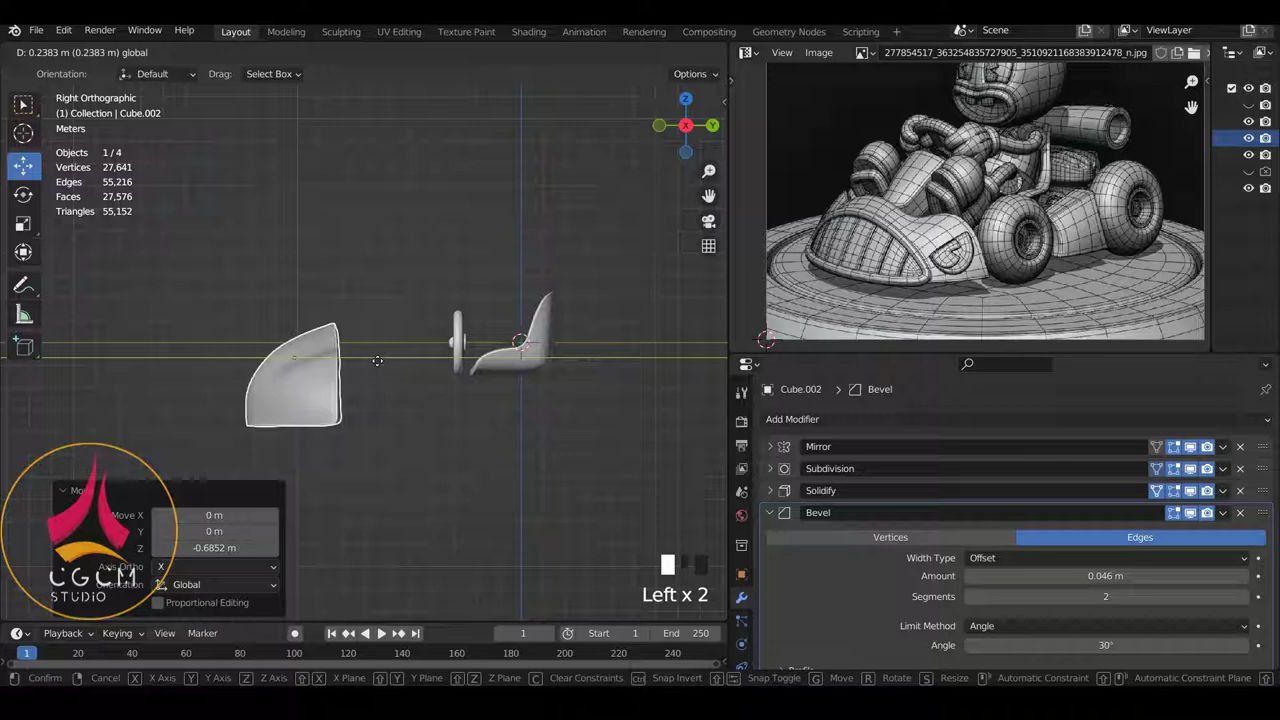 File Edit Render Window Help Layout Modeling Sculpting UV Editing Texture Paint Shading Animation Rendering Compositing Geometry Nodes Scripting + Scene ViewLayer
D: 0.2383 m (0.2383 m) global
View Image 277854517_363254835727905_3510921168383912478_n.jpg
Orientation: Default Drag: Select Box Options
Right Orthographic
(1) Collection | Cube.002
Meters
Objects 1 / 4
Vertices 27,641
Edges 55,216
Faces 27,576
Triangles 55,152
Z
X
Y
Cube.002 Bevel
Add Modifier
Mirror
Subdivision
Solidify
Bevel
Vertices Edges
Width Type Offset
Amount 0.046 m
Segments 2
Limit Method Angle
Angle 30°
Move X 0 m
Y 0 m
Z -0.6852 m
Axis Ortho X
Global
Proportional Editing
CGCM
STUDIO
Left x 2
Playback Keying View Marker 1 Start 1 End 250
1 20 40 60 80 100 120 140 160 180 200 220 240
Confirm Cancel X X Axis Y Y Axis Z Z Axis X X Plane Y Y Plane Z Z Plane C Clear Constraints Ctrl Snap Invert Snap Toggle G Move R Rotate S Resize Automatic Constraint Automatic Constraint Plane